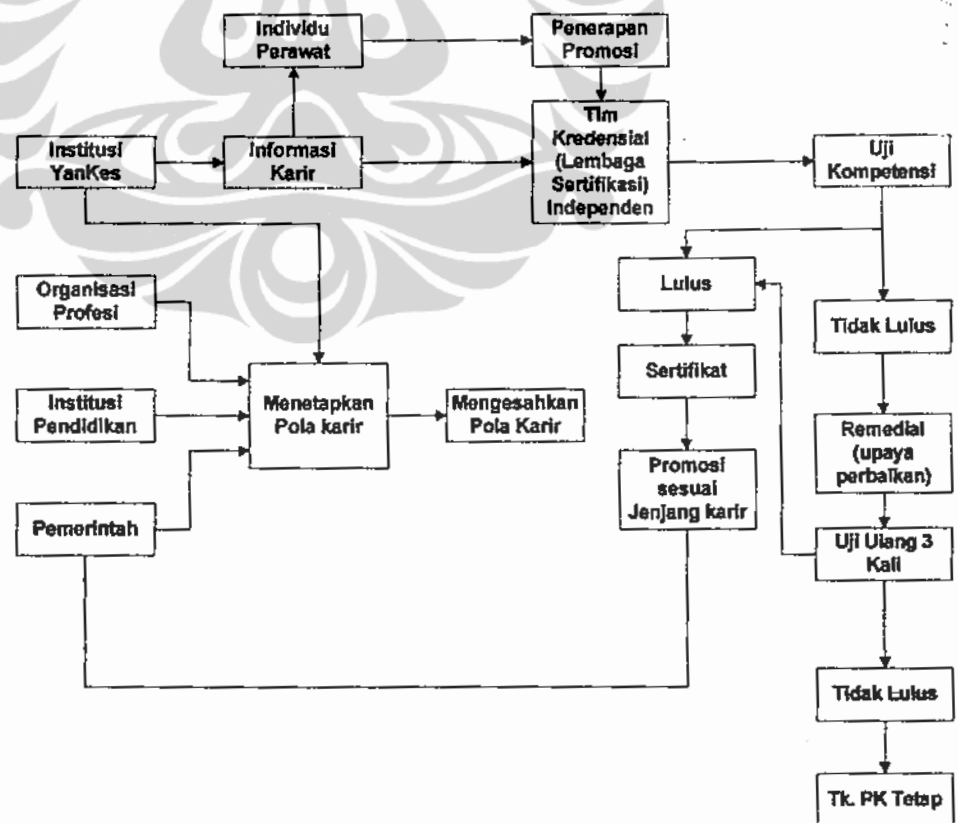 Individu
Perawat
Penerapan
Promosi
Institusi
YanKes
Informasi
Karir
Tim
Kredensial
(Lembaga
Sertifikasi)
Independen
Uji
Kompetensi
Organisasi
Profesi
Lulus
Tidak Lulus
Sertifikat
Institusi
Pendidikan
Menetapkan
Pola karir
Mengesahkan
Pola Karir
Remedial
(upaya
perbaikan)
Promosi
sesuai
Jenjang karir
Pemerintah
Uji Ulang 3
Kali
Tidak Lulus
Tk. PK Tetap